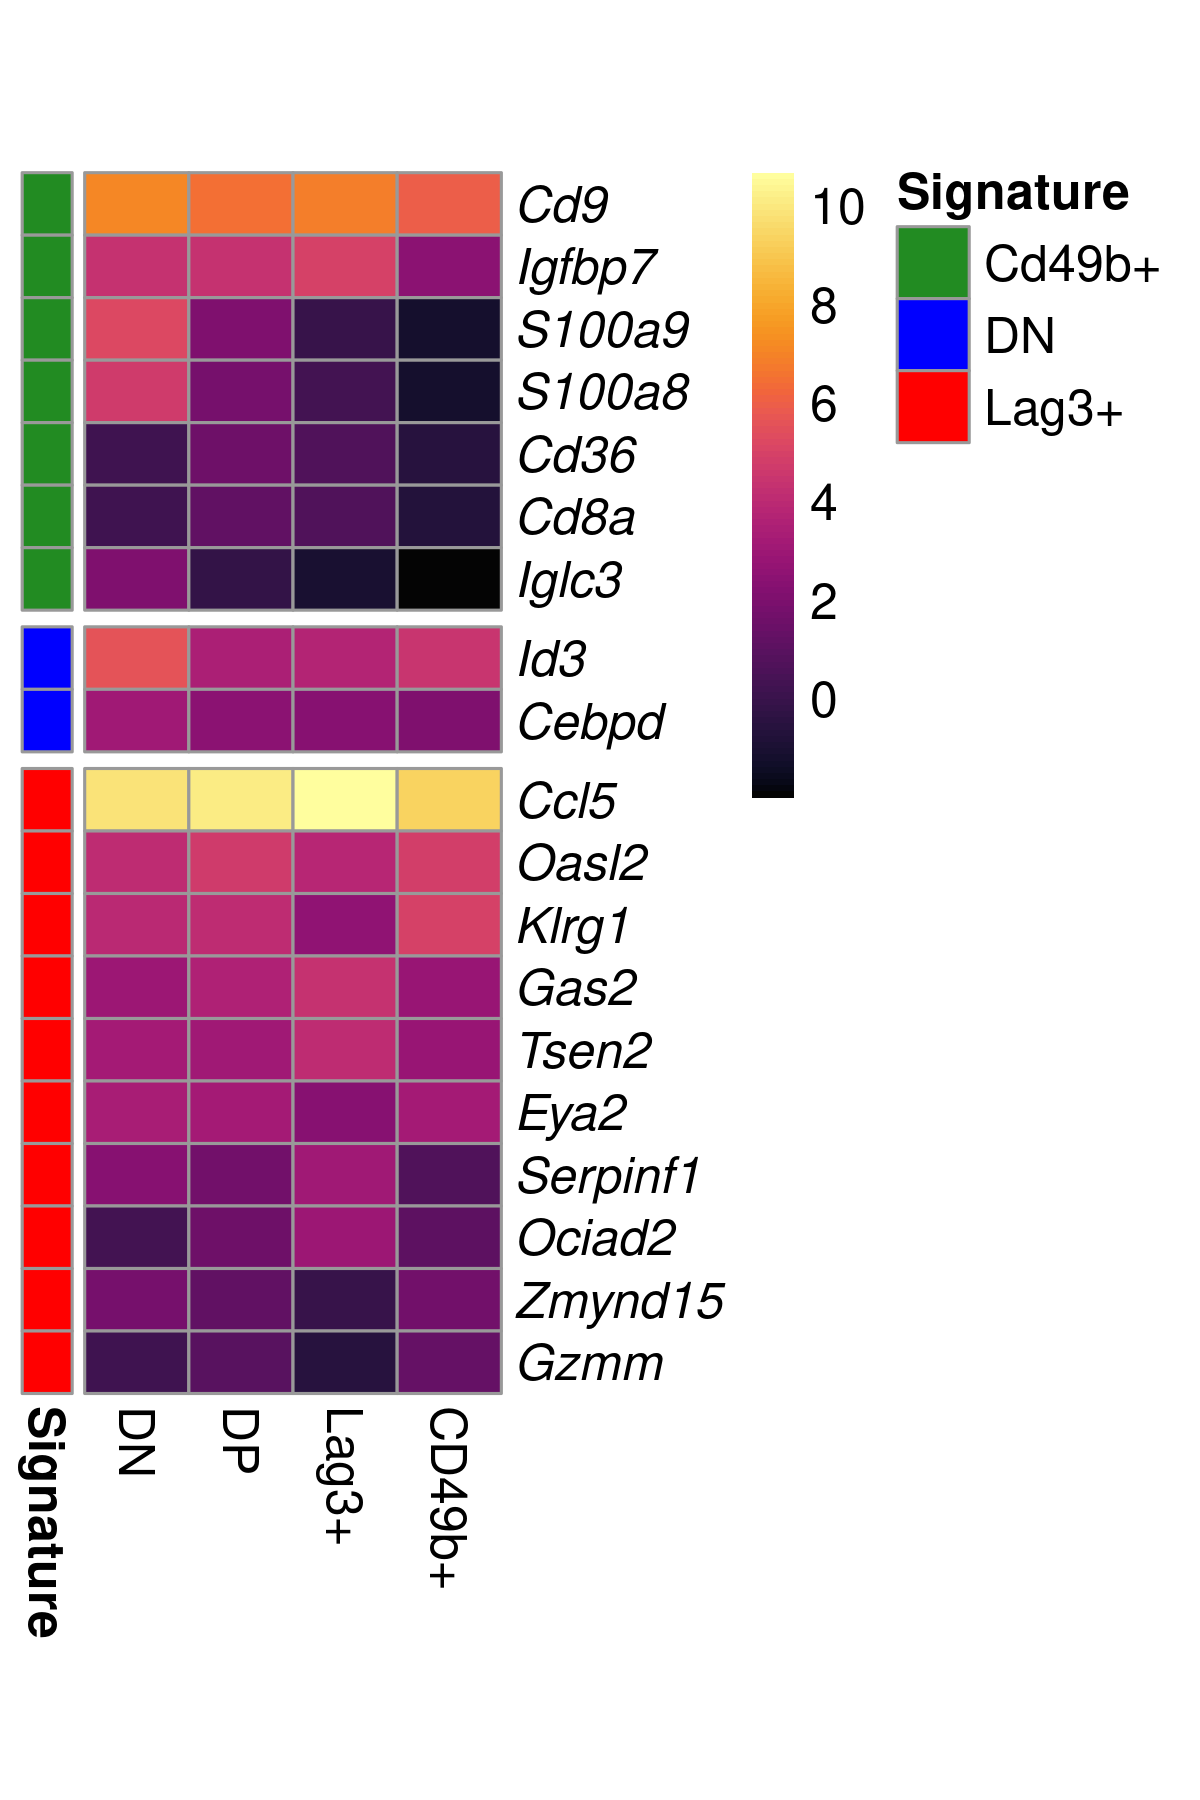 Cd9
Igfbp7
S100a9
S100a8
Cd36
Cd8a
Iglc3
Id3
Cebpd
Ccl5
Oasl2
Klrg1
Gas2
Tsen2
Eya2
Serpinf1
Ociad2
Zmynd15
Gzmm
Signature
DN
DP
Lag3+
CD49b+
10
8
6
4
2
0
Signature
Cd49b+
DN
Lag3+